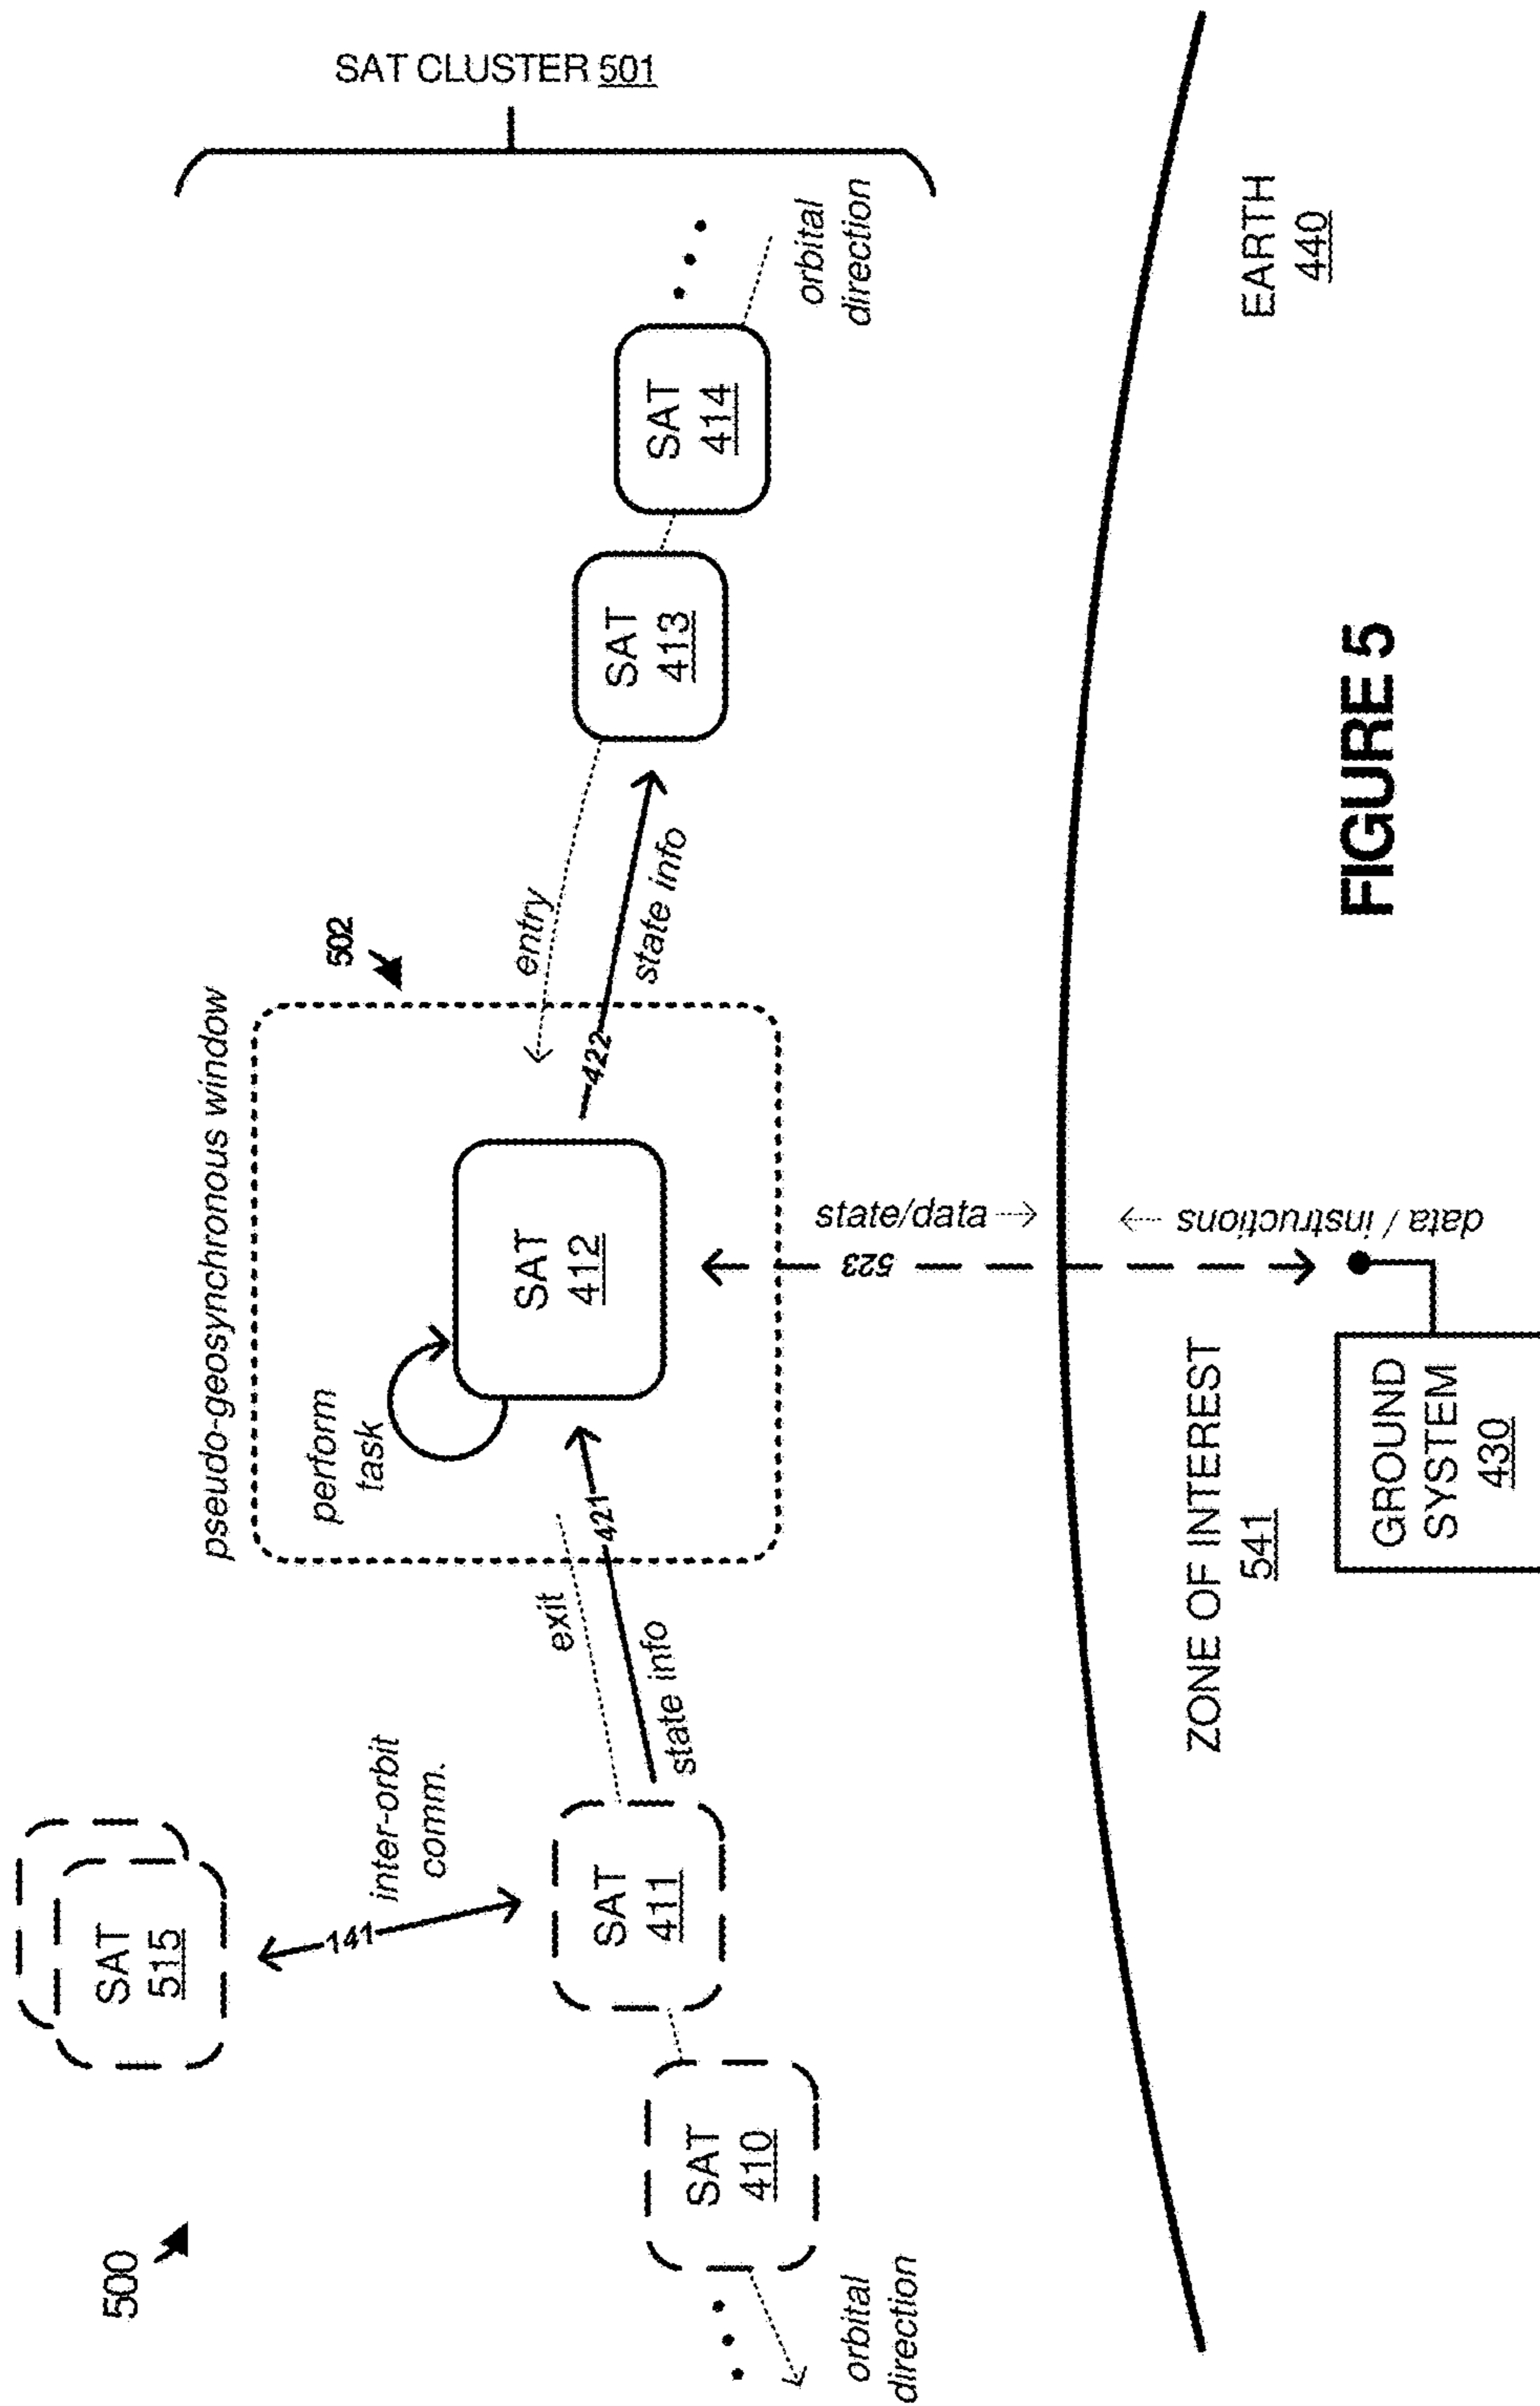 500
SAT CLUSTER 501
pseudo-geosynchronous window
502
SAT
515
inter-orbit
comm.
141
perform
task
SAT
412
entry
exit
421
422
state info
state info
SAT
410
SAT
411
SAT
413
SAT
414
orbital
direction
orbital
direction
state/data
523
data / instructions
ZONE OF INTEREST
541
EARTH
440
GROUND
SYSTEM
430
FIGURE 5